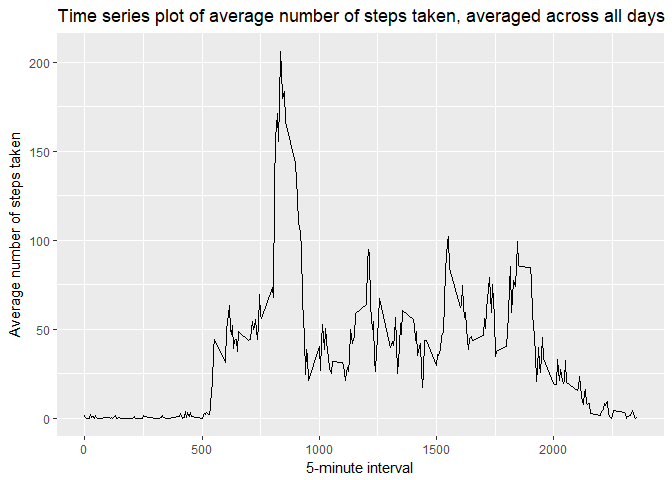 Time series plot of average number of steps taken, averaged across all days
200
150
100
50
0
Average number of steps taken
0 500 1000 1500 2000
5-minute interval